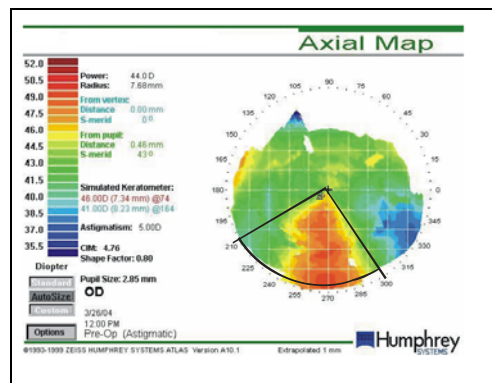 Axial Map
52.0
50.5
49.0
47.5
46.0
44.5
43.0
41.5
40.0
38.5
37.0
35.5
Diopter
Standard
AutoSize
Custom
Options
Power: 44.0 D
Radius: 7.68 mm
From vertex:
Distance 0.00 mm
S-merid 0°
From pupil:
Distance 0.46 mm
S-merid 43°
Simulated Keratometer:
46.00D (7.34 mm) @74
41.00D (8.23 mm) @164
Astigmatism: 5.00D
CIM: 4.76
Shape Factor: 0.80
Pupil Size: 2.85 mm
OD
3/26/04
12:00 PM
Pre-Op (Astigmatic)
105 90 75
120 60
135 45
150 30
165 15
180 0
195 345
210 330
225 315
240 300
255 270 285
Humphrey
SYSTEMS
©1993-1999 ZEISS HUMPHREY SYSTEMS ATLAS Version A10.1
Extrapolated 1 mm